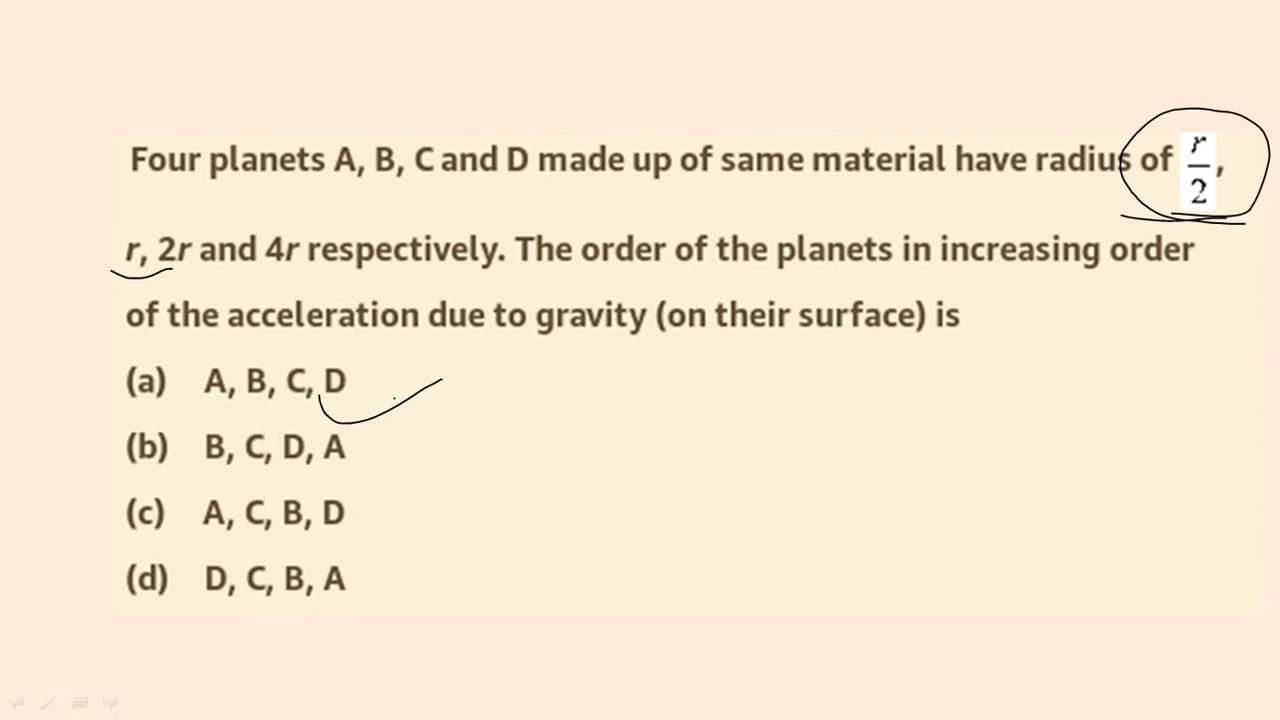 Four planets A, B, C and D made up of same material have radius of r/2,
r, 2r and 4r respectively. The order of the planets in increasing order
of the acceleration due to gravity (on their surface) is
(a) A, B, C, D
(b) B, C, D, A
(c) A, C, B, D
(d) D, C, B, A